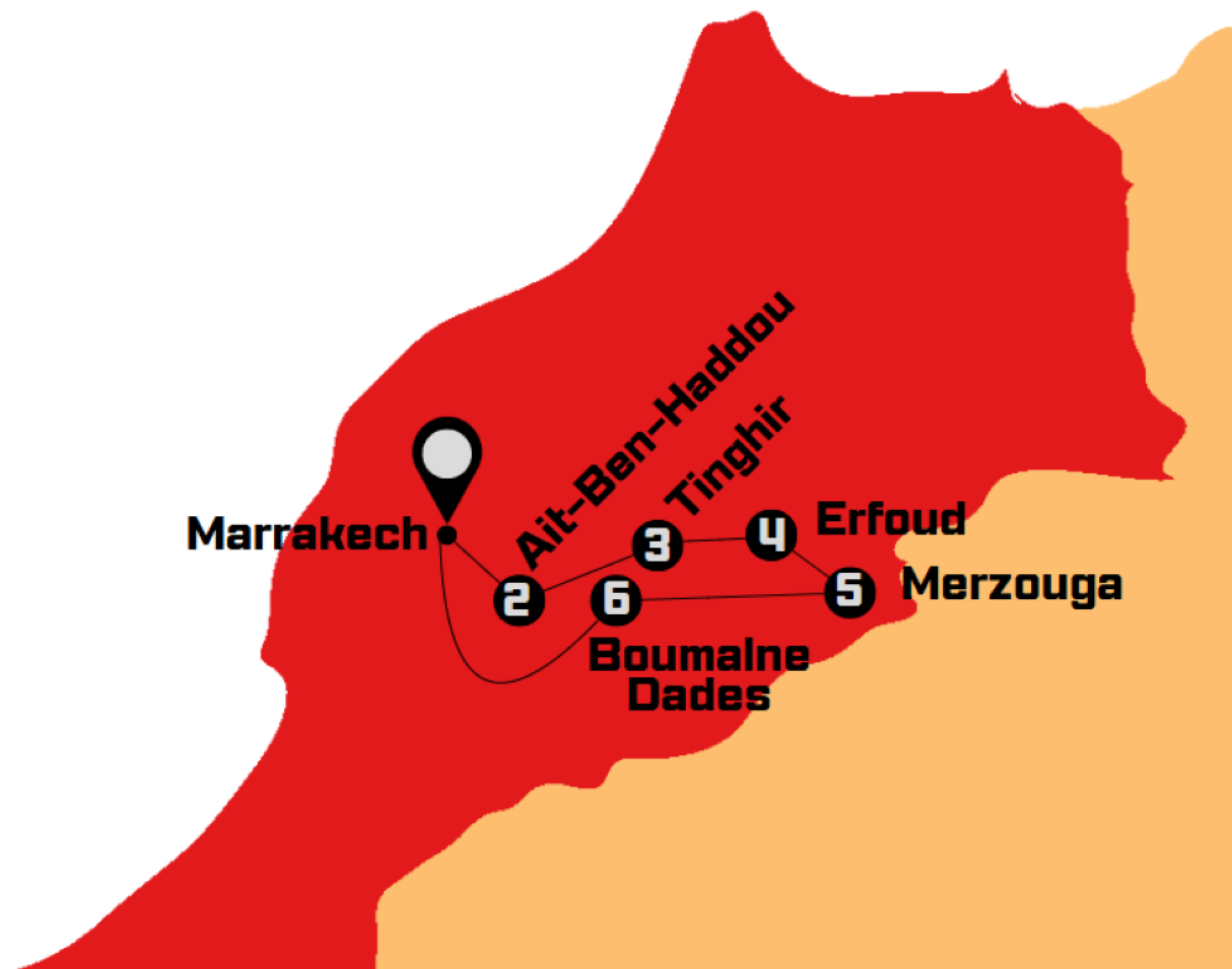 Ait-Ben-Haddou
Tinghir
Marrakech
2
3
4
Erfoud
5
Merzouga
6
Boumalne
Dades